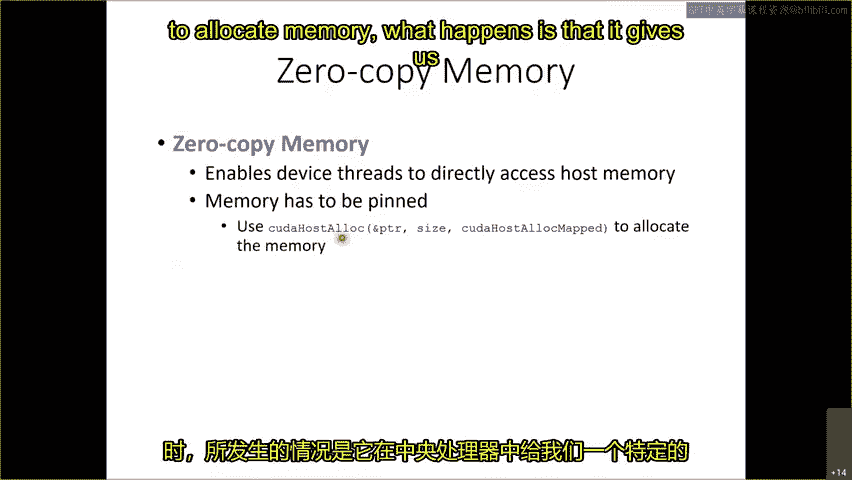 to allocate memory, what happens is that it gives
us
Zero-copy Memory
• Zero-copy Memory
• Enables device threads to directly access host memory
• Memory has to be pinned
• Use cudaHostAlloc(&ptr, size, cudaHostAllocMapped) to allocate
the memory
时，所发生的情况是它在中央处理器中给我们一个特定的
+14